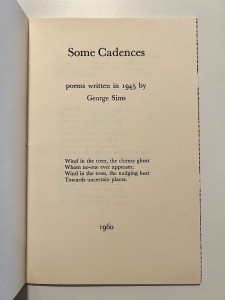 Some Cadences
poems written in 1945 by
George Sims
Wind in the trees, the clumsy ghost
Whom no-one ever appeases;
Wind in the trees, the nudging host
Towards uncertain places.
1960